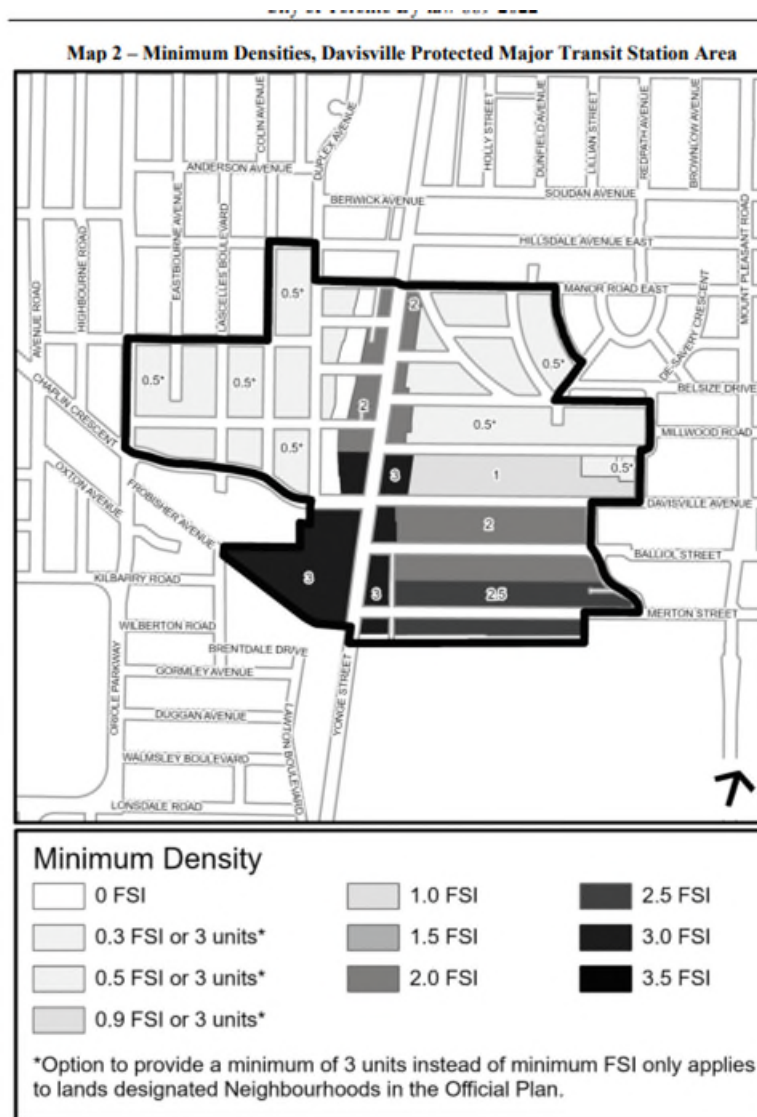 Map 2 – Minimum Densities, Davisville Protected Major Transit Station Area
COLIN AVENUE
DUPLEX AVENUE
HOLLY STREET
DUNFIELD AVENUE
LILLIAN STREET
REDPATH AVENUE
BROWNLOW AVENUE
ANDERSON AVENUE
BERWICK AVENUE
SOUDAN AVENUE
EASTBOURNE AVENUE
LASCELLES BOULEVARD
HIGHBOURNE ROAD
AVENUE ROAD
HILLSDALE AVENUE EAST
MOUNT PLEASANT ROAD
MANOR ROAD EAST
0.5*
2
0.5*
DE-SAVERY CRESCENT
BELSIZE DRIVE
0.5*
0.5*
2
0.5*
MILLWOOD ROAD
CHAPLIN CRESCENT
0.5*
3
1
0.5*
OXTON AVENUE
FROBISHER AVENUE
DAVISVILLE AVENUE
2
BALLIOL STREET
KILBARRY ROAD
3
3
2.5
MERTON STREET
WILBERTON ROAD
BRENTDALE DRIVE
GORMLEY AVENUE
ORIOLE PARKWAY
LAWTON BOULEVARD
YONGE STREET
DUGGAN AVENUE
WALMSLEY BOULEVARD
LONSDALE ROAD
Minimum Density
0 FSI
0.3 FSI or 3 units*
0.5 FSI or 3 units*
0.9 FSI or 3 units*
1.0 FSI
1.5 FSI
2.0 FSI
2.5 FSI
3.0 FSI
3.5 FSI
*Option to provide a minimum of 3 units instead of minimum FSI only applies
to lands designated Neighbourhoods in the Official Plan.